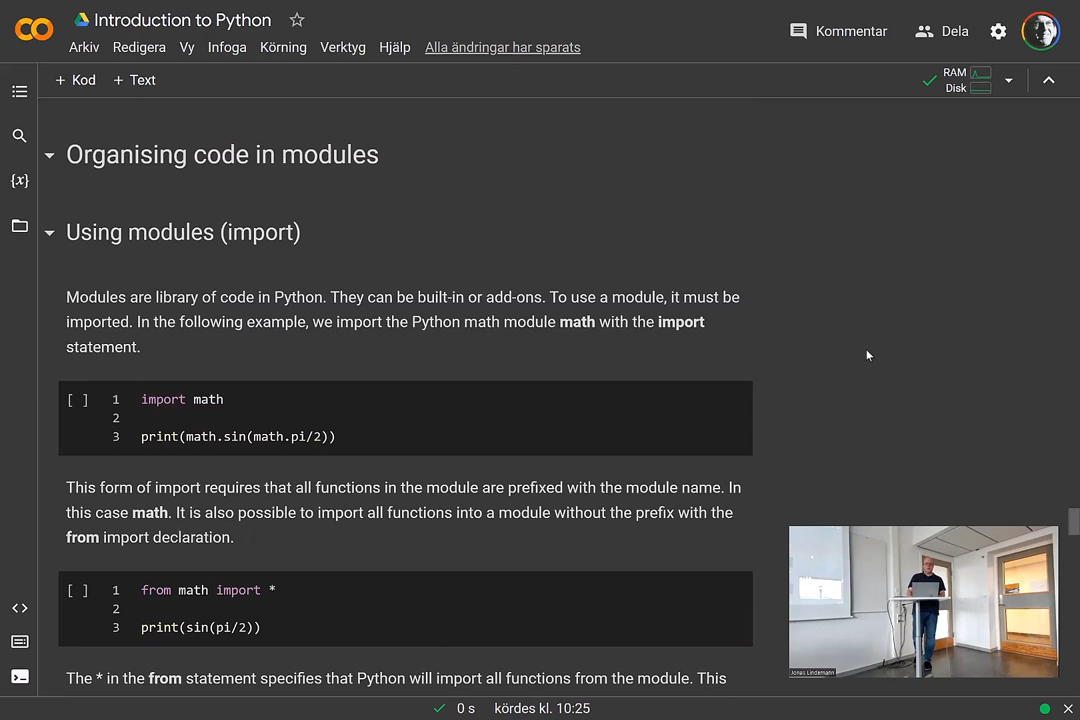 Introduction to Python
Arkiv Redigera Vy Infoga Körning Verktyg Hjälp Alla ändringar har sparats
Kommentar Dela
+ Kod + Text
RAM
Disk
Organising code in modules
{x}
Using modules (import)
Modules are library of code in Python. They can be built-in or add-ons. To use a module, it must be
imported. In the following example, we import the Python math module math with the import
statement.
[ ] 1 import math
2
3 print(math.sin(math.pi/2))
This form of import requires that all functions in the module are prefixed with the module name. In
this case math. It is also possible to import all functions into a module without the prefix with the
from import declaration.
[ ] 1 from math import *
2
3 print(sin(pi/2))
Jonas Lindemann
The * in the from statement specifies that Python will import all functions from the module. This
0 s kördes kl. 10:25